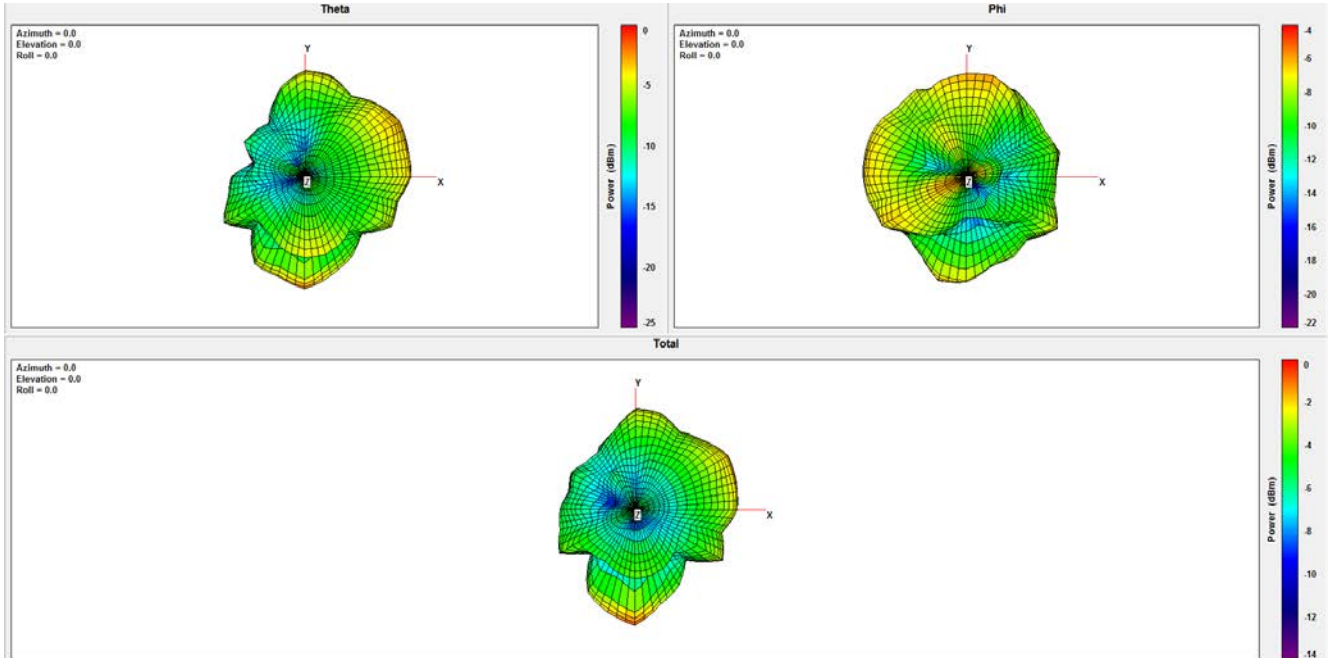 Theta
Azimuth = 0.0
Elevation = 0.0
Roll = 0.0
Y
X
Z
Power (dBm)
0
-5
-10
-15
-20
-25
Phi
Azimuth = 0.0
Elevation = 0.0
Roll = 0.0
Y
X
Z
Power (dBm)
-4
-6
-8
-10
-12
-14
-16
-18
-20
-22
Total
Azimuth = 0.0
Elevation = 0.0
Roll = 0.0
Y
X
Z
Power (dBm)
0
-2
-4
-6
-8
-10
-12
-14